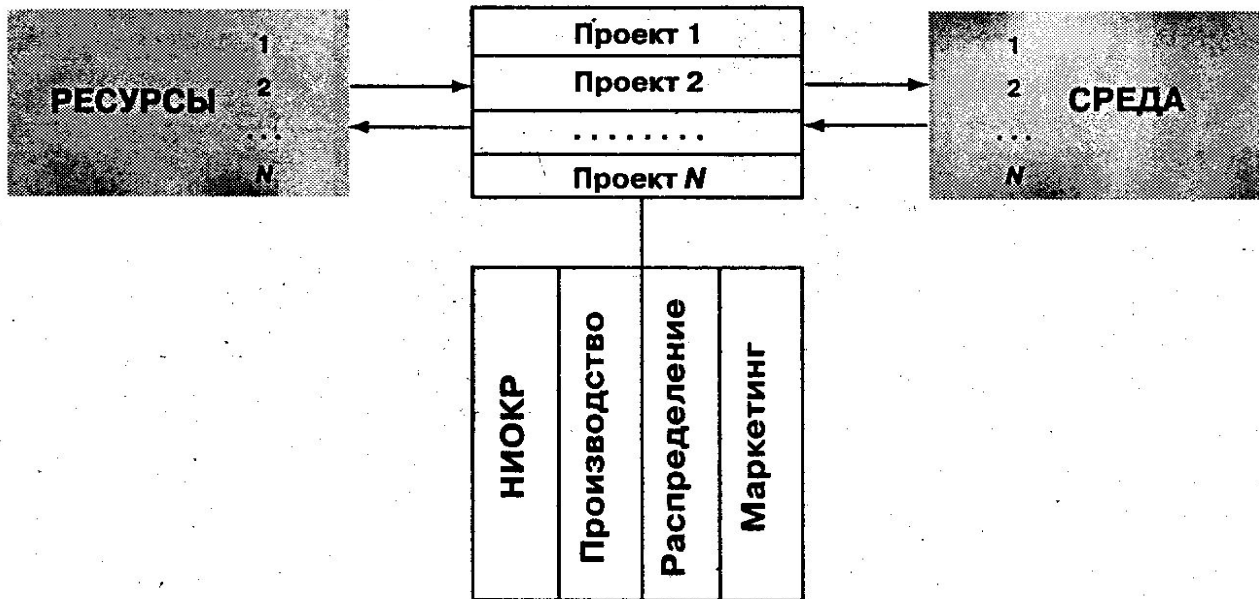 РЕСУРСЫ
1
2
...
N
Проект 1
Проект 2
........
Проект N
1
2
...
N
СРЕДА
НИОКР
Производство
Распределение
Маркетинг